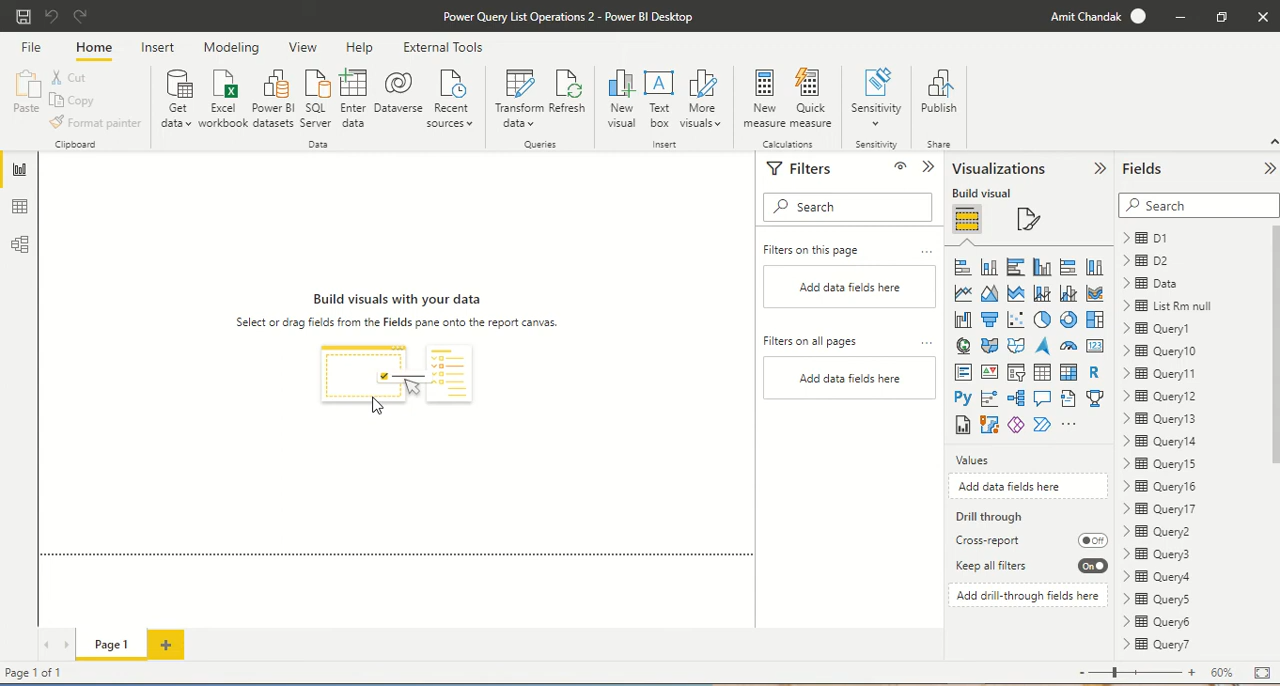 Power Query List Operations 2 - Power BI Desktop
Amit Chandak
File Home Insert Modeling View Help External Tools
Paste
Cut
Copy
Format painter
Clipboard
Get data
Excel workbook
Power BI datasets
SQL Server
Enter data
Dataverse
Recent sources
Data
Transform data
Refresh
Queries
New visual
Text box
More visuals
Insert
New measure
Quick measure
Calculations
Sensitivity
Sensitivity
Publish
Share
Build visuals with your data
Select or drag fields from the Fields pane onto the report canvas.
Filters
Search
Filters on this page
...
Add data fields here
Filters on all pages
...
Add data fields here
Visualizations
Build visual
123
R
Py
...
Values
Add data fields here
Drill through
Cross-report
Off
Keep all filters
On
Add drill-through fields here
Fields
Search
D1
D2
Data
List Rm null
Query1
Query10
Query11
Query12
Query13
Query14
Query15
Query16
Query17
Query2
Query3
Query4
Query5
Query6
Query7
Page 1
+
Page 1 of 1
- + 60%